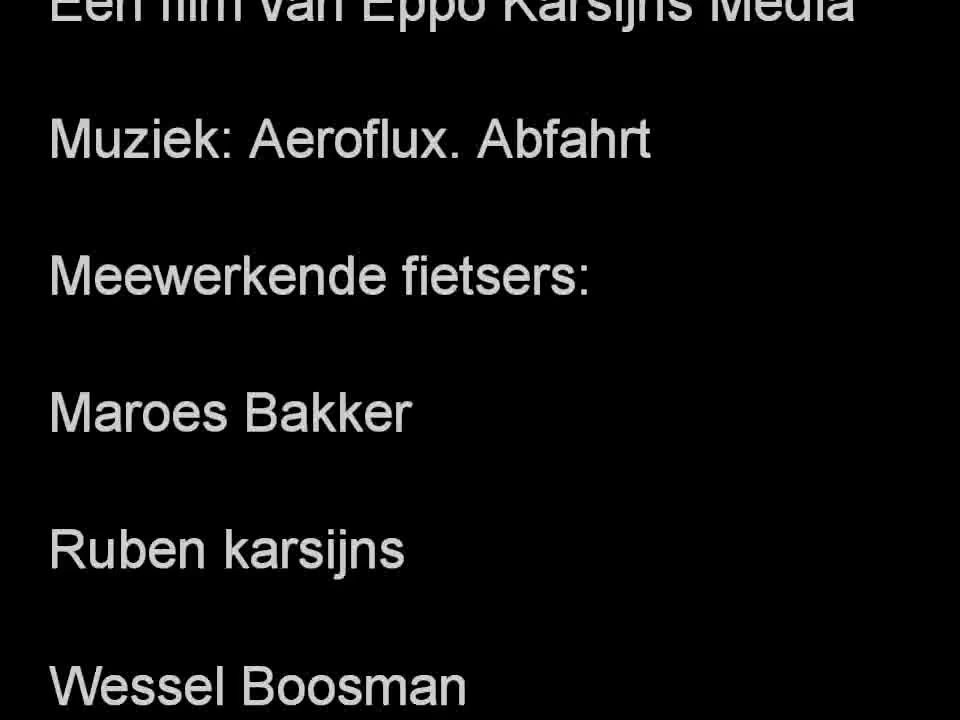 Een film van Eppo Karsijns Media
Muziek: Aeroflux. Abfahrt
Meewerkende fietsers:
Maroes Bakker
Ruben karsijns
Wessel Boosman